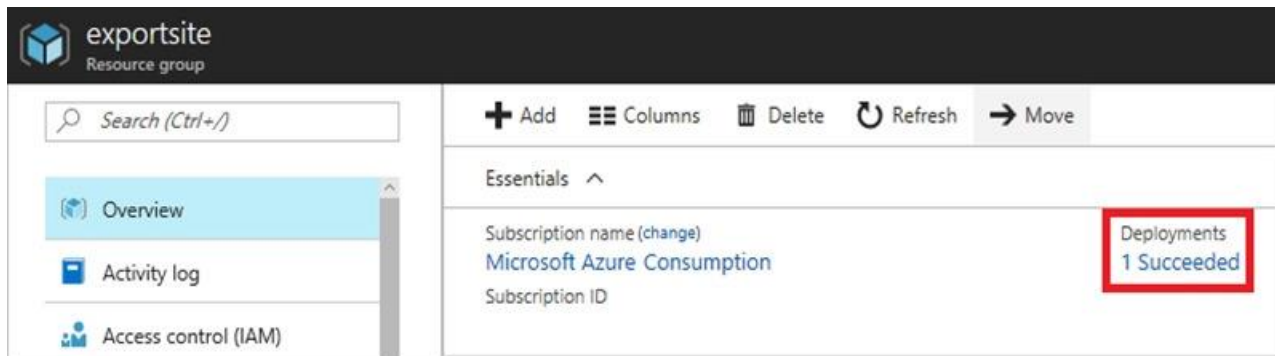 exportsite
Resource group
Search (Ctrl+/)
Overview
Activity log
Access control (IAM)
Add Columns Delete Refresh Move
Essentials
Subscription name (change)
Microsoft Azure Consumption
Subscription ID
Deployments
1 Succeeded